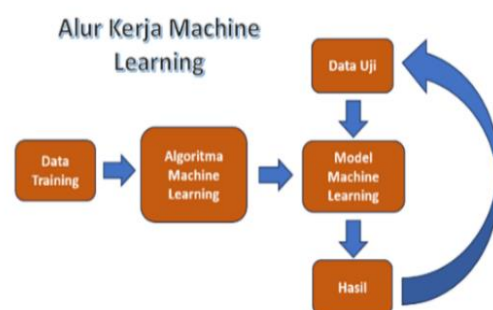 Alur Kerja Machine
Learning
Data Uji
Data
Training
Algoritma
Machine
Learning
Model
Machine
Learning
Hasil